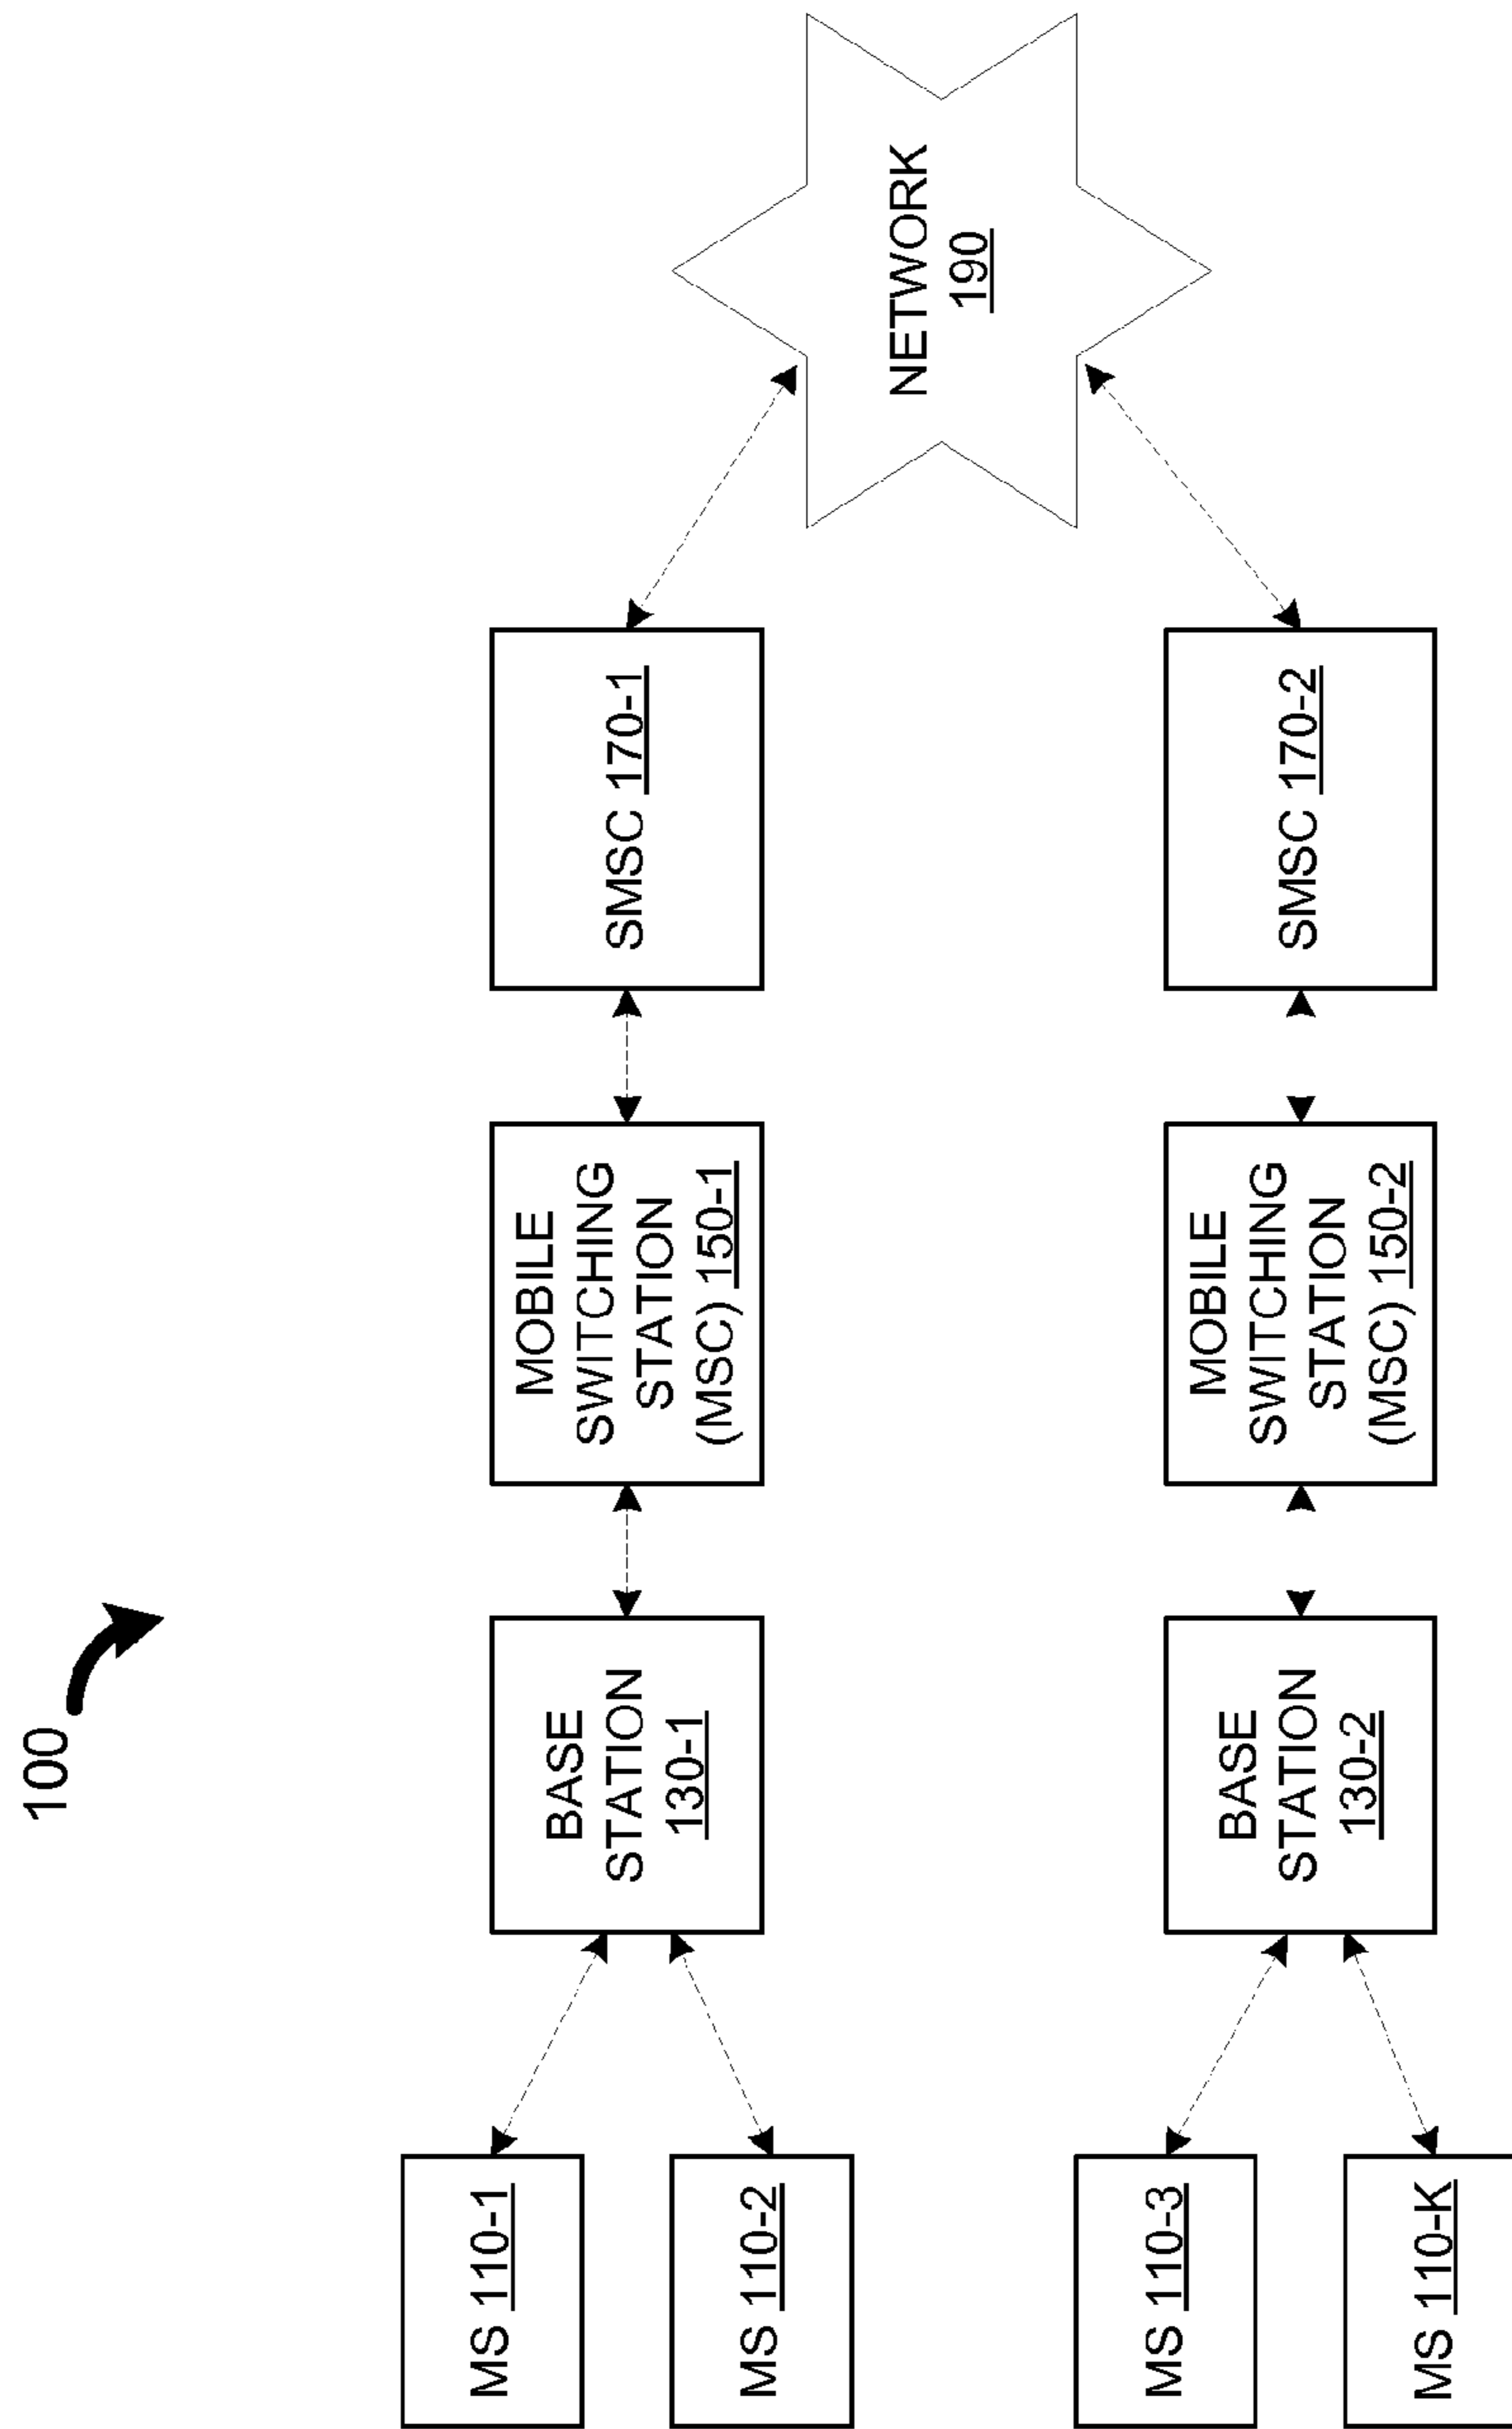 100
MS 110-1
MS 110-2
BASE
STATION
130-1
MOBILE
SWITCHING
STATION
(MSC) 150-1
SMSC 170-1
NETWORK
190
MS 110-3
MS 110-K
BASE
STATION
130-2
MOBILE
SWITCHING
STATION
(MSC) 150-2
SMSC 170-2